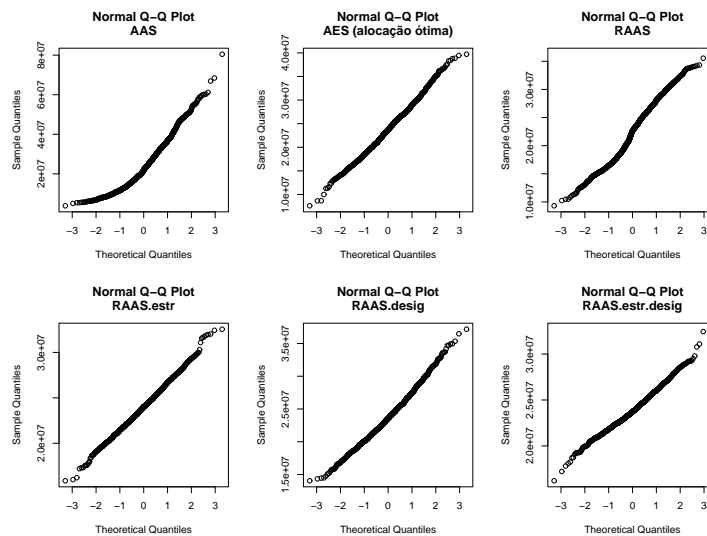 Normal Q−Q Plot
AAS
Sample Quantiles
2e+07 4e+07 6e+07 8e+07
−3 −2 −1 0 1 2 3
Theoretical Quantiles
Normal Q−Q Plot
AES (alocação ótima)
Sample Quantiles
1.0e+07 2.0e+07 3.0e+07 4.0e+07
−3 −2 −1 0 1 2 3
Theoretical Quantiles
Normal Q−Q Plot
RAAS
Sample Quantiles
1.0e+07 2.0e+07 3.0e+07
−3 −2 −1 0 1 2 3
Theoretical Quantiles
Normal Q−Q Plot
RAAS.estr
Sample Quantiles
2.0e+07 3.0e+07
−3 −2 −1 0 1 2 3
Theoretical Quantiles
Normal Q−Q Plot
RAAS.desig
Sample Quantiles
1.5e+07 2.5e+07 3.5e+07
−3 −2 −1 0 1 2 3
Theoretical Quantiles
Normal Q−Q Plot
RAAS.estr.desig
Sample Quantiles
2.0e+07 2.5e+07 3.0e+07
−3 −2 −1 0 1 2 3
Theoretical Quantiles